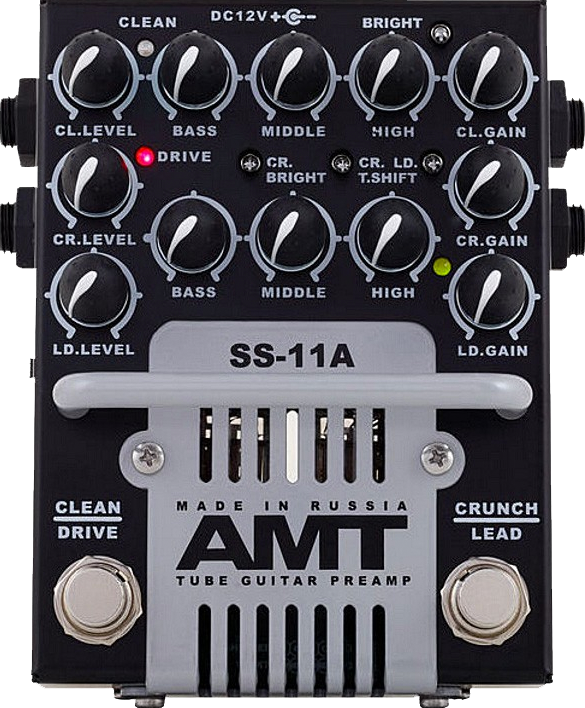 CLEAN
DC12V
BRIGHT
CL.LEVEL
BASS
MIDDLE
HIGH
CL.GAIN
DRIVE
CR.
BRIGHT
CR. LD.
T.SHIFT
CR.LEVEL
CR.GAIN
BASS
MIDDLE
HIGH
LD.LEVEL
LD.GAIN
SS-11A
MADE IN RUSSIA
AMT
TUBE GUITAR PREAMP
CLEAN
DRIVE
CRUNCH
LEAD
AMT